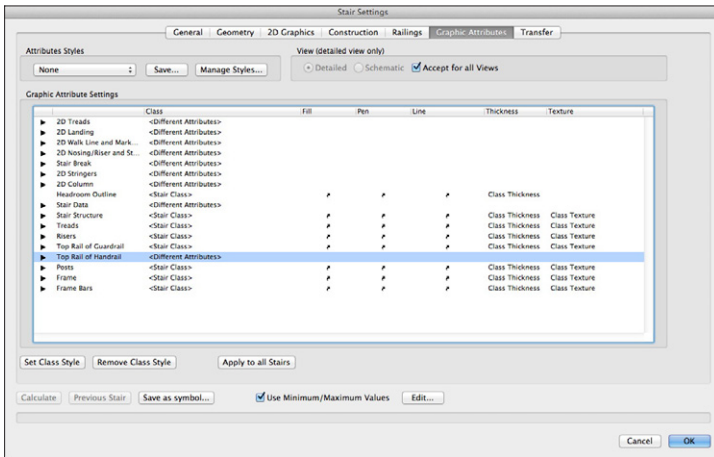 Stair Settings
General Geometry 2D Graphics Construction Railings Graphic Attributes Transfer
Attributes Styles View (detailed view only)
None Save... Manage Styles... Detailed Schematic Accept for all Views
Graphic Attribute Settings
Class Fill Pen Line Thickness Texture
2D Treads <Different Attributes>
2D Landing <Different Attributes>
2D Walk Line and Mark... <Different Attributes>
2D Nosing/Riser and St... <Different Attributes>
Stair Break <Different Attributes>
2D Stringers <Different Attributes>
2D Column <Different Attributes>
Headroom Outline <Stair Class> Class Thickness
Stair Data <Different Attributes>
Stair Structure <Stair Class> Class Thickness Class Texture
Treads <Stair Class> Class Thickness Class Texture
Risers <Stair Class> Class Thickness Class Texture
Top Rail of Guardrail <Stair Class> Class Thickness Class Texture
Top Rail of Handrail <Different Attributes>
Posts <Stair Class> Class Thickness Class Texture
Frame <Stair Class> Class Thickness Class Texture
Frame Bars <Stair Class> Class Thickness Class Texture
Set Class Style Remove Class Style Apply to all Stairs
Calculate Previous Stair Save as symbol... Use Minimum/Maximum Values Edit...
Cancel OK